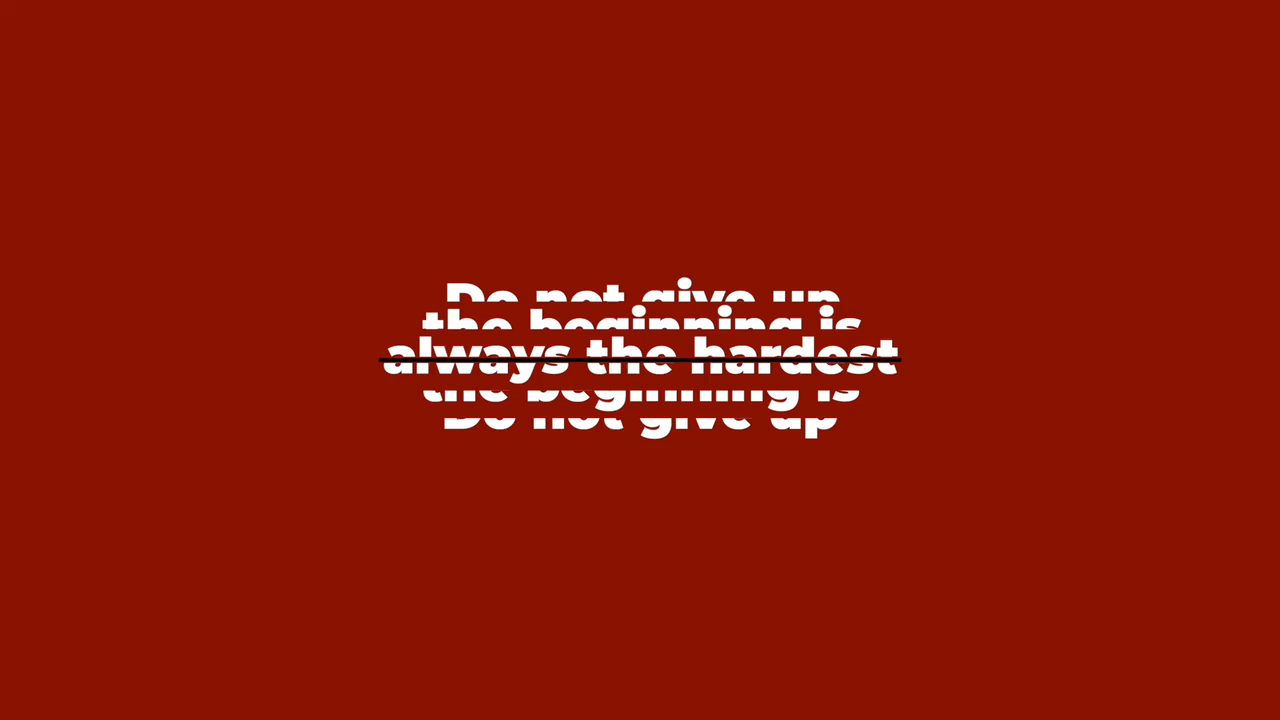 Do not give up
the beginning is
always the hardest
the beginning is
Do not give up